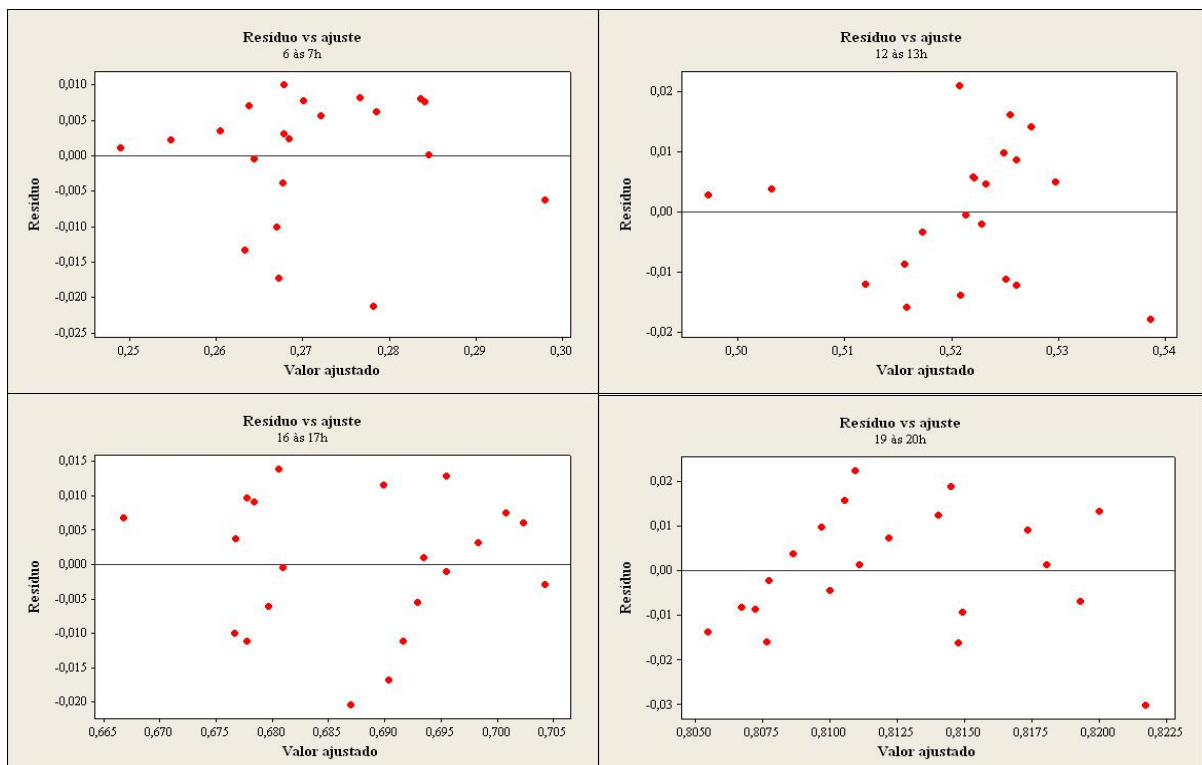 Resíduo vs ajuste
6 às 7h
0,010
0,005
0,000
-0,005
-0,010
-0,015
-0,020
-0,025
Resíduo
0,25 0,26 0,27 0,28 0,29 0,30
Valor ajustado
Resíduo vs ajuste
12 às 13h
0,02
0,01
0,00
-0,01
-0,02
Resíduo
0,50 0,51 0,52 0,53 0,54
Valor ajustado
Resíduo vs ajuste
16 às 17h
0,015
0,010
0,005
0,000
-0,005
-0,010
-0,015
-0,020
Resíduo
0,665 0,670 0,675 0,680 0,685 0,690 0,695 0,700 0,705
Valor ajustado
Resíduo vs ajuste
19 às 20h
0,02
0,01
0,00
-0,01
-0,02
-0,03
Resíduo
0,8050 0,8075 0,8100 0,8125 0,8150 0,8175 0,8200 0,8225
Valor ajustado